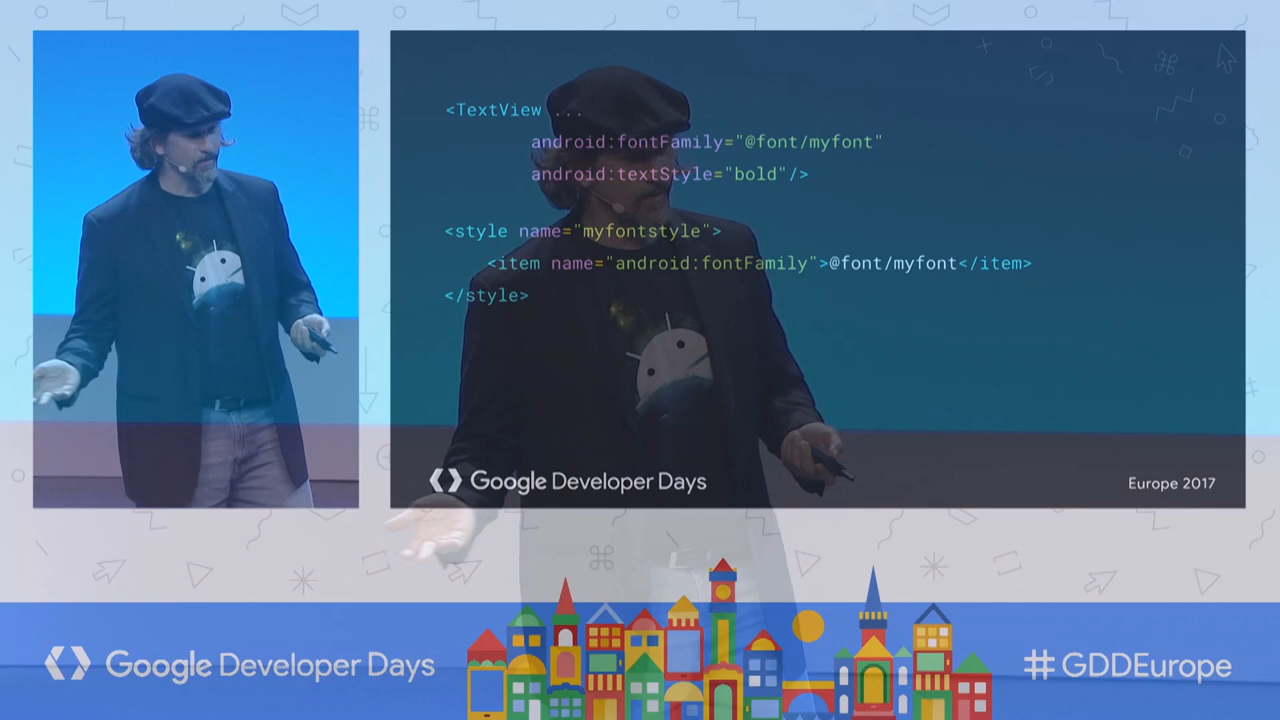 <TextView ...
android:fontFamily="@font/myfont"
android:textStyle="bold"/>
<style name="myfontstyle">
<item name="android:fontFamily">@font/myfont</item>
</style>
Google Developer Days
Europe 2017
Google Developer Days
#GDDEurope